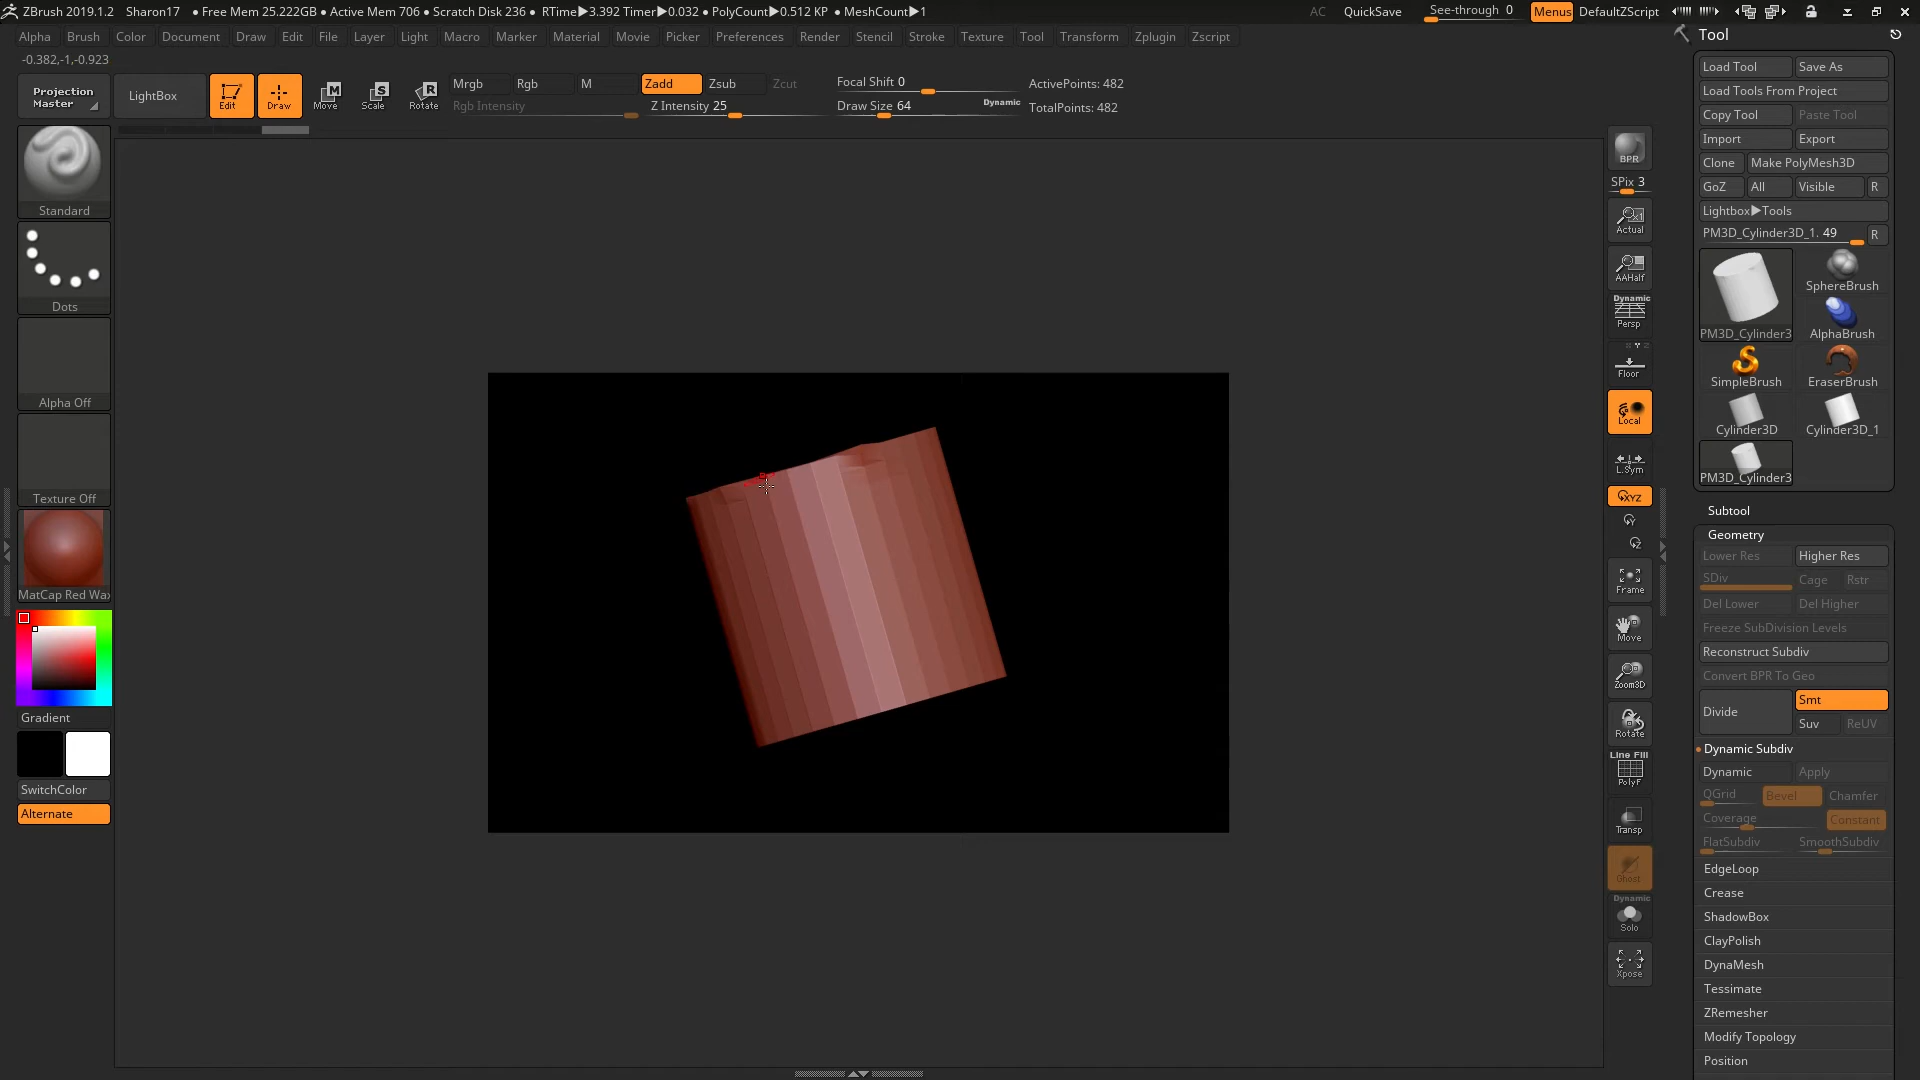 ZBrush 2019.1.2 Sharon17 ● Free Mem 25.222GB ● Active Mem 706 ● Scratch Disk 236 ● RTime▶3.392 Timer▶0.032 ● PolyCount▶0.512 KP ● MeshCount▶1 AC QuickSave See-through 0 Menus DefaultZScript
Alpha Brush Color Document Draw Edit File Layer Light Macro Marker Material Movie Picker Preferences Render Stencil Stroke Texture Tool Transform Zplugin Zscript
-0.382,-1,-0.923
Projection Master
LightBox
Edit
Draw
Move
Scale
Rotate
Mrgb Rgb M Zadd Zsub Zcut
Rgb Intensity Z Intensity 25
Focal Shift 0
Draw Size 64 Dynamic
ActivePoints: 482
TotalPoints: 482
Standard
Dots
Alpha Off
Texture Off
MatCap Red Wax
Gradient
SwitchColor
Alternate
BPR
SPix 3
Actual
AAHalf
Dynamic
Persp
Floor
Local
L.Sym
XYZ
Y
Z
Frame
Move
Zoom3D
Rotate
Line Fill
PolyF
Transp
Ghost
Dynamic
Solo
Xpose
Tool
Load Tool Save As
Load Tools From Project
Copy Tool Paste Tool
Import Export
Clone Make PolyMesh3D
GoZ All Visible R
Lightbox▶Tools
PM3D_Cylinder3D_1. 49 R
PM3D_Cylinder3
SphereBrush
AlphaBrush
SimpleBrush EraserBrush
Cylinder3D Cylinder3D_1
PM3D_Cylinder3
Subtool
Geometry
Lower Res Higher Res
SDiv Cage Rstr
Del Lower Del Higher
Freeze SubDivision Levels
Reconstruct Subdiv
Convert BPR To Geo
Divide Smt
Suv ReUV
Dynamic Subdiv
Dynamic Apply
QGrid Bevel Chamfer
Coverage Constant
FlatSubdiv SmoothSubdiv
EdgeLoop
Crease
ShadowBox
ClayPolish
DynaMesh
Tessimate
ZRemesher
Modify Topology
Position